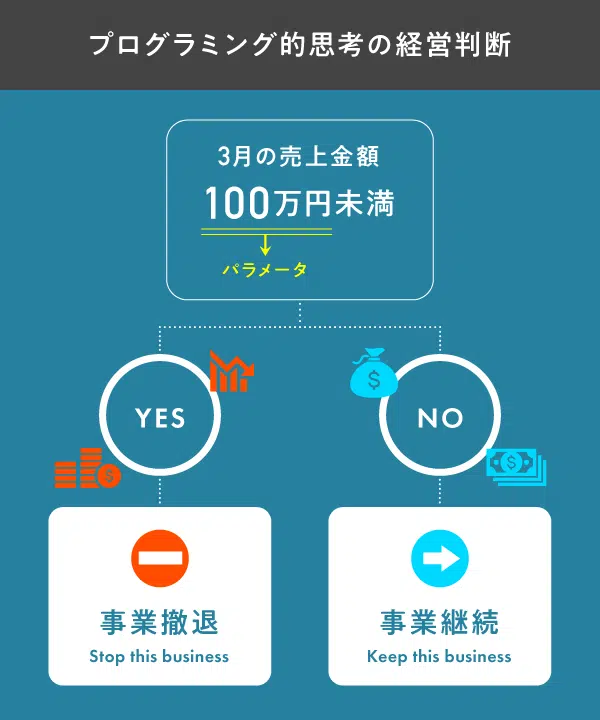 プログラミング的思考の経営判断
3月の売上金額
100万円未満
パラメータ
YES
NO
事業撤退
Stop this business
事業継続
Keep this business